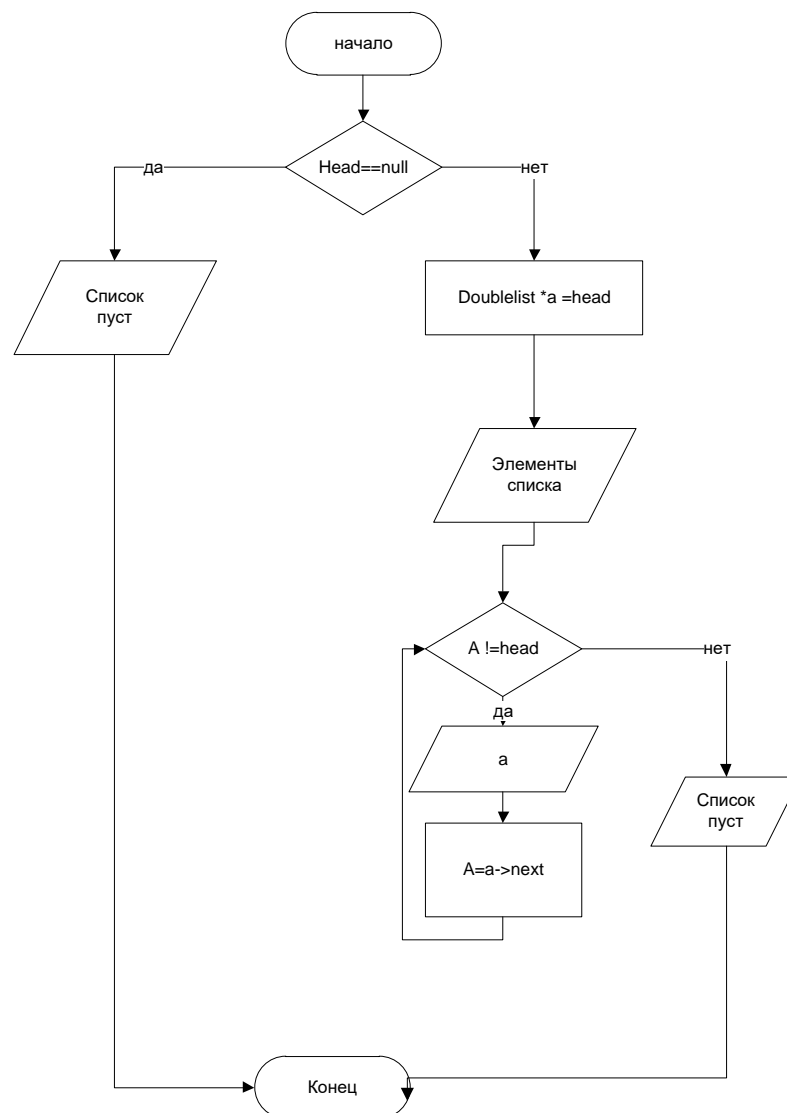 начало
Head==null
да
нет
Список
пуст
Doublelist *a =head
Элементы
списка
A !=head
нет
да
a
Список
пуст
A=a->next
Конец